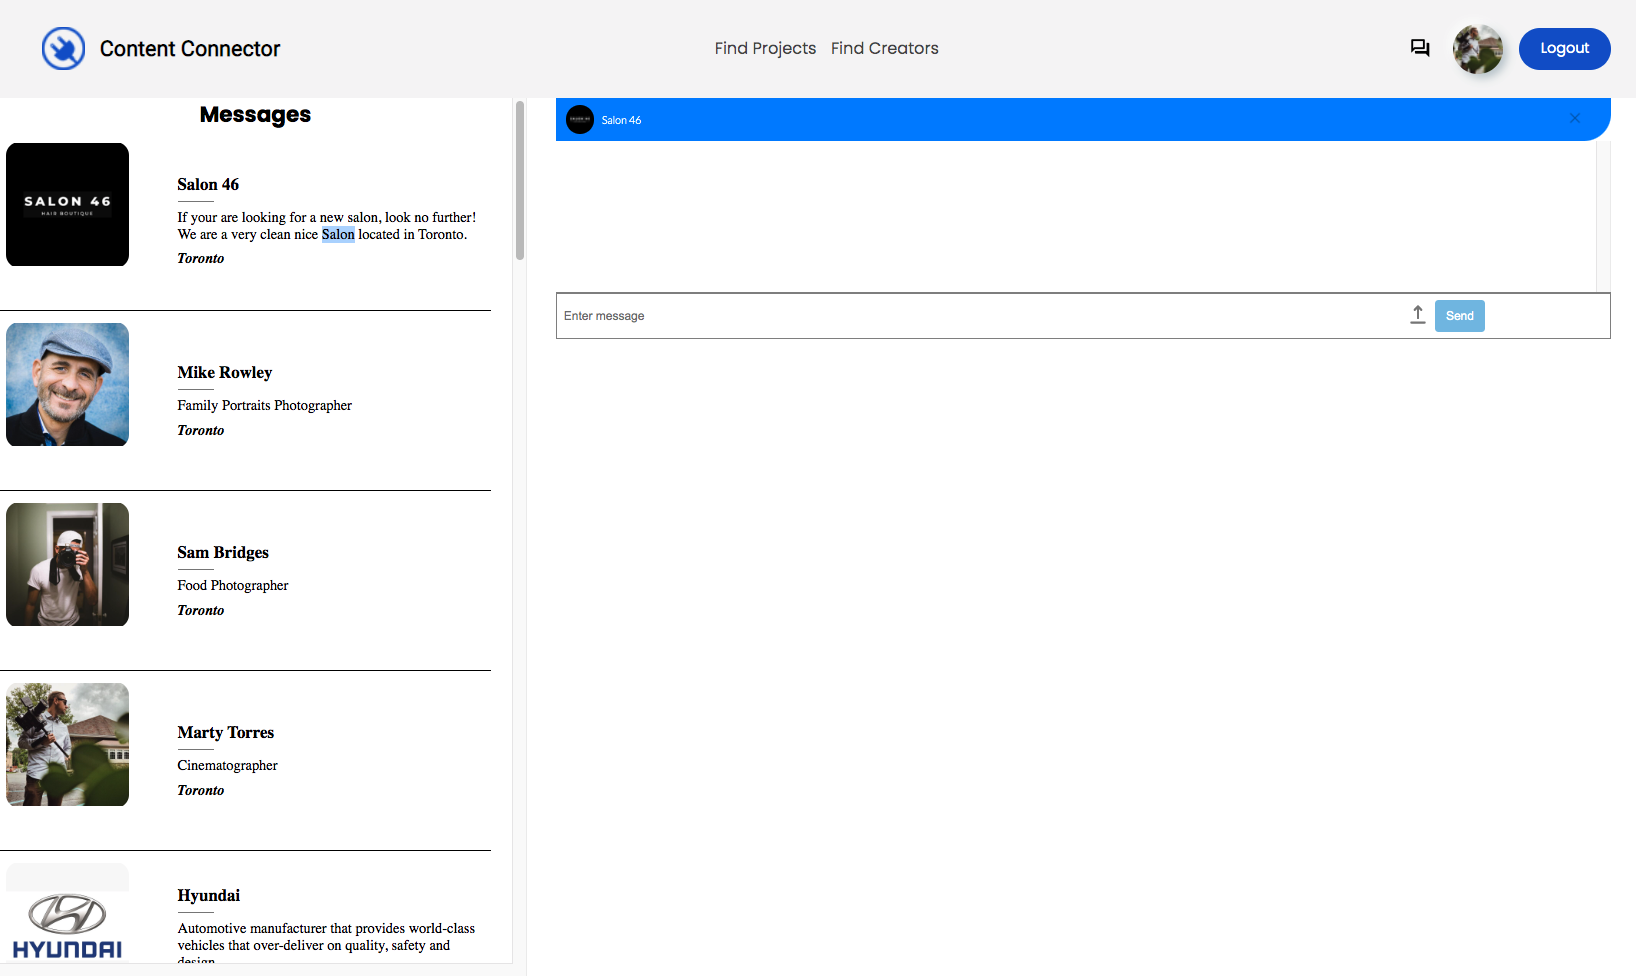 Content Connector
Find Projects Find Creators
Logout
Messages
SALON 46
HAIR BOUTIQUE
Salon 46
If your are looking for a new salon, look no further!
We are a very clean nice Salon located in Toronto.
Toronto
Mike Rowley
Family Portraits Photographer
Toronto
Sam Bridges
Food Photographer
Toronto
Marty Torres
Cinematographer
Toronto
HYUNDAI
Hyundai
Automotive manufacturer that provides world-class
vehicles that over-deliver on quality, safety and
design
Salon 46
Enter message
Send